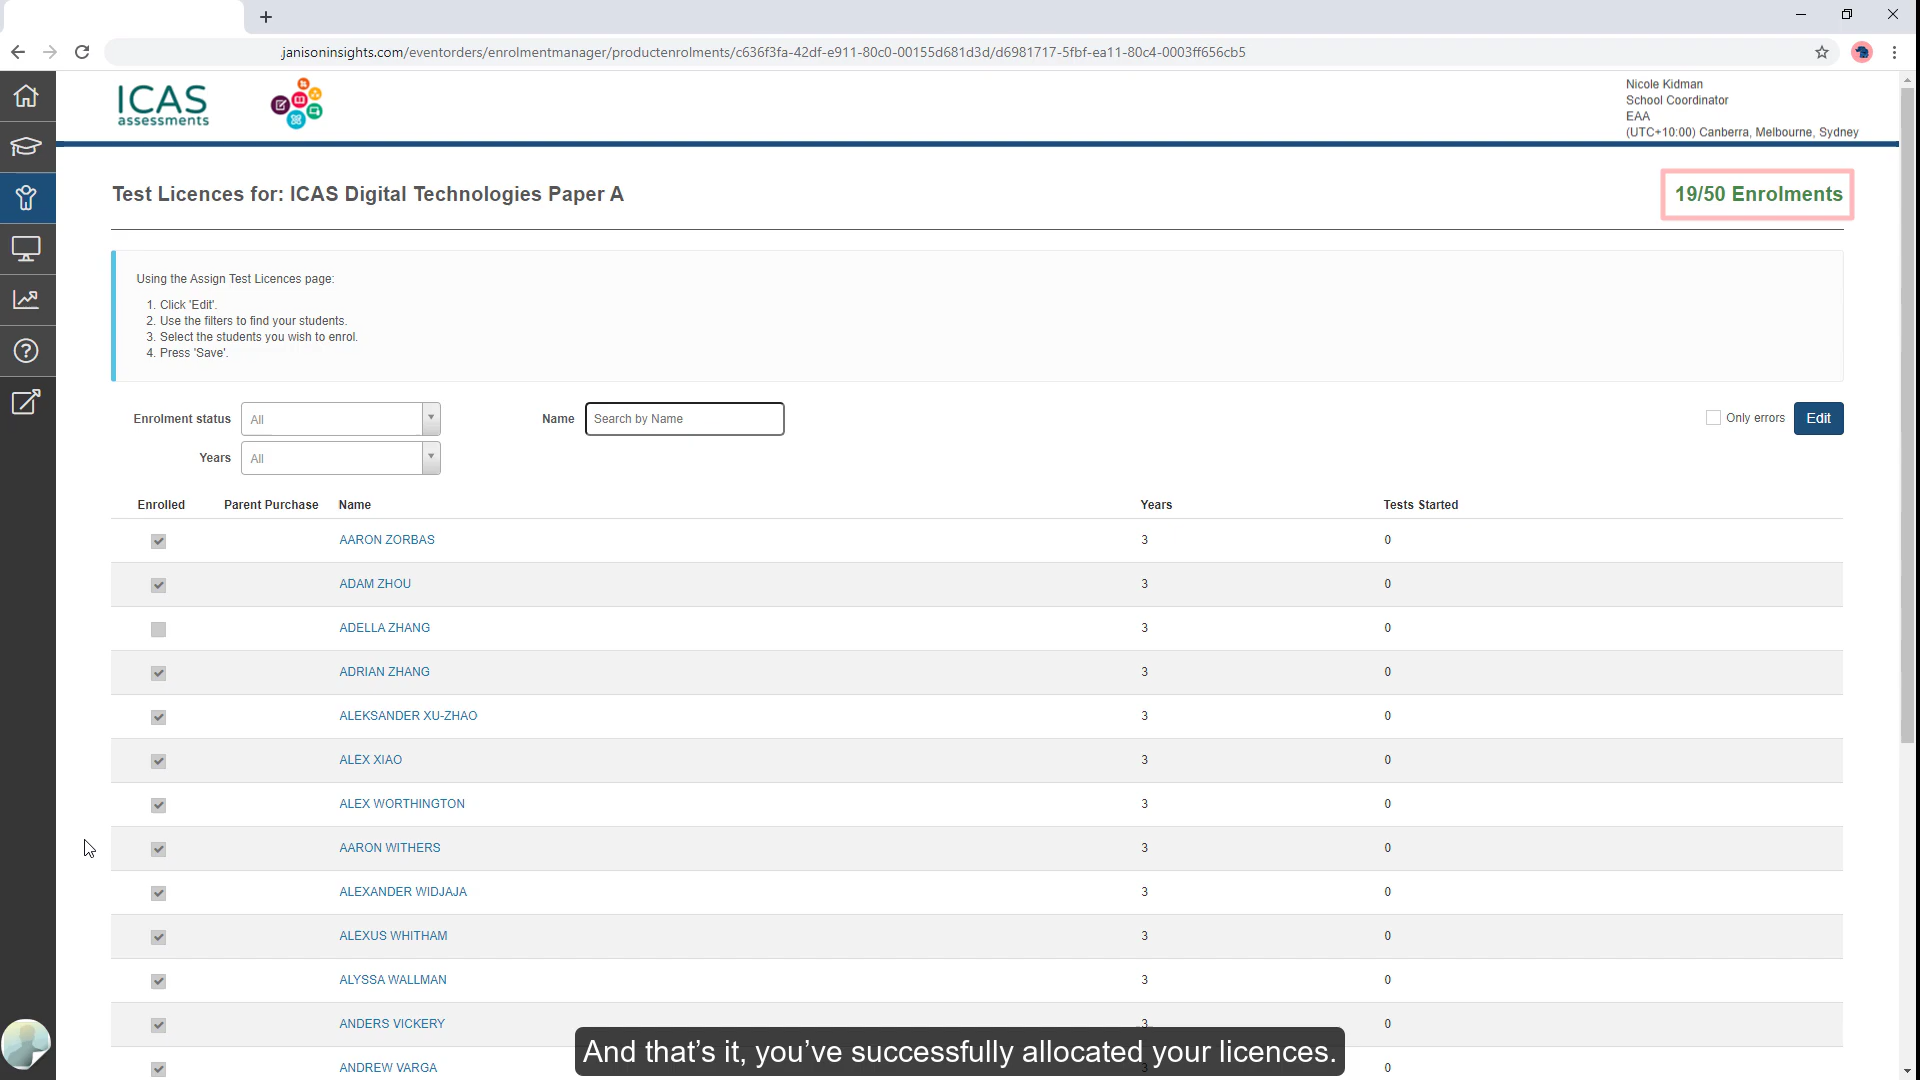 janisoninsights.com/eventorders/enrolmentmanager/productenrolments/c636f3fa-42df-e911-80c0-00155d681d3d/d6981717-5fbf-ea11-80c4-0003ff656cb5
ICAS
assessments
Nicole Kidman
School Coordinator
EAA
(UTC+10:00) Canberra, Melbourne, Sydney
Test Licences for: ICAS Digital Technologies Paper A
19/50 Enrolments
Using the Assign Test Licences page:
1. Click 'Edit'.
2. Use the filters to find your students.
3. Select the students you wish to enrol.
4. Press 'Save'.
Enrolment status All Name Search by Name Only errors Edit
Years All
Enrolled Parent Purchase Name Years Tests Started
AARON ZORBAS 3 0
ADAM ZHOU 3 0
ADELLA ZHANG 3 0
ADRIAN ZHANG 3 0
ALEKSANDER XU-ZHAO 3 0
ALEX XIAO 3 0
ALEX WORTHINGTON 3 0
AARON WITHERS 3 0
ALEXANDER WIDJAJA 3 0
ALEXUS WHITHAM 3 0
ALYSSA WALLMAN 3 0
ANDERS VICKERY 3 0
And that's it, you've successfully allocated your licences.
ANDREW VARGA 3 0